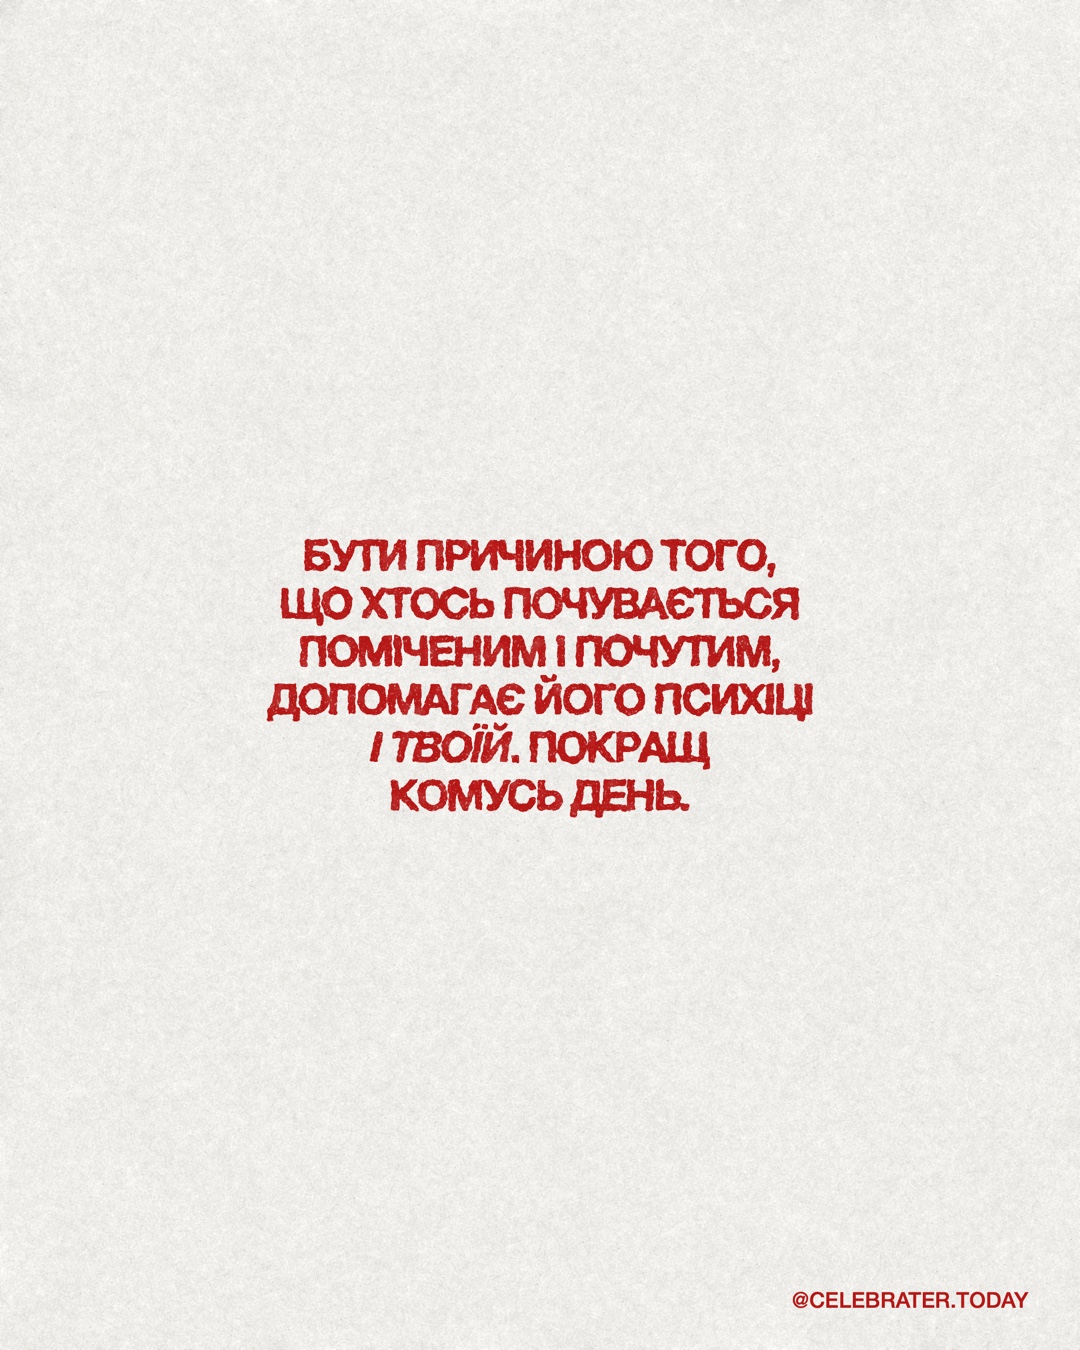 БУТИ ПРИЧИНОЮ ТОГО,
ЩО ХТОСЬ ПОЧУВАЄТЬСЯ
ПОМІЧЕНИМ І ПОЧУТИМ,
ДОПОМАГАЄ ЙОГО ПСИХІЦІ
І ТВОЇЙ. ПОКРАЩ
КОМУСЬ ДЕНЬ.
@CELEBRATER.TODAY